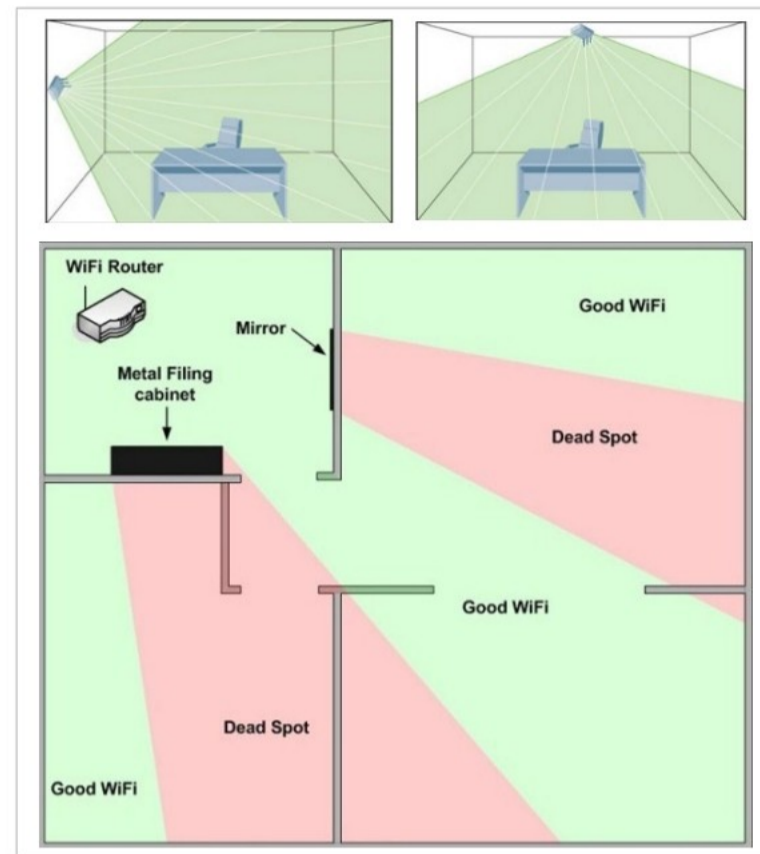 WiFi Router
Good WiFi
Mirror
Metal Filing
cabinet
Dead Spot
Good WiFi
Dead Spot
Good WiFi